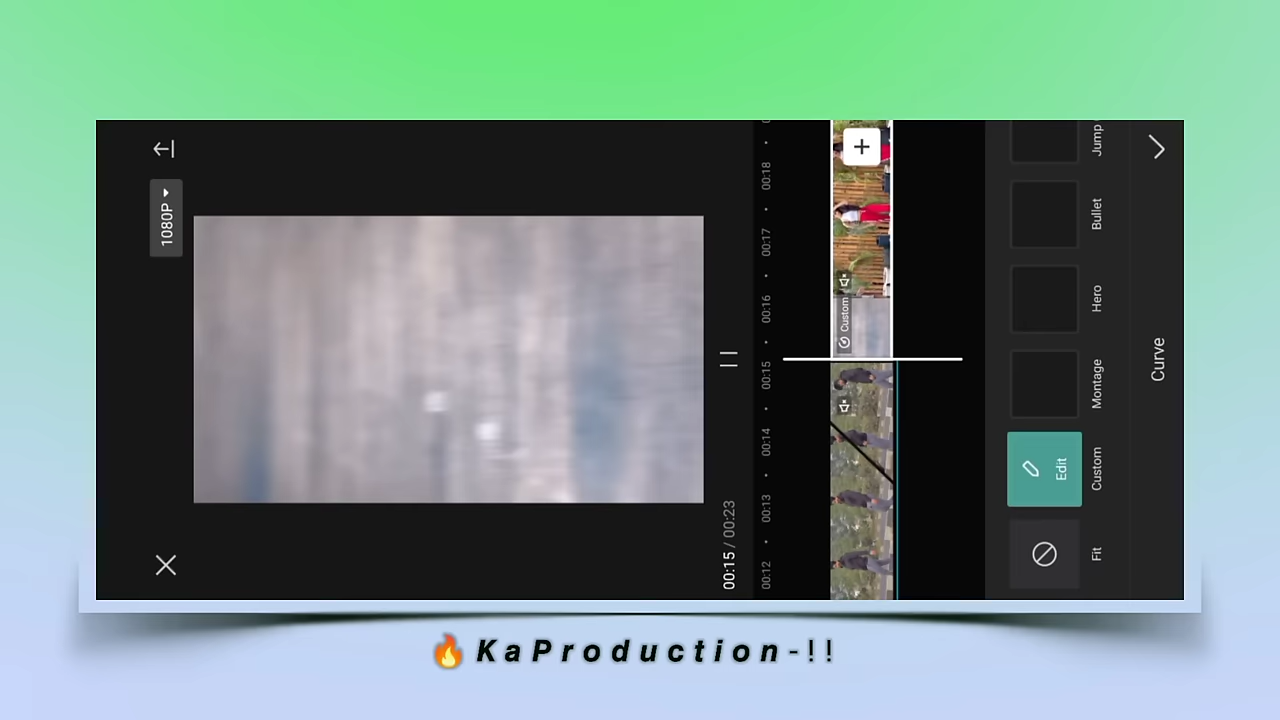 1080P
00:15 / 00:23
00:12
00:13
00:14
00:15
00:16
00:17
00:18
Custom
Fit
Edit
Custom
Montage
Hero
Bullet
Jump
Curve
🔥KaProduction-!!